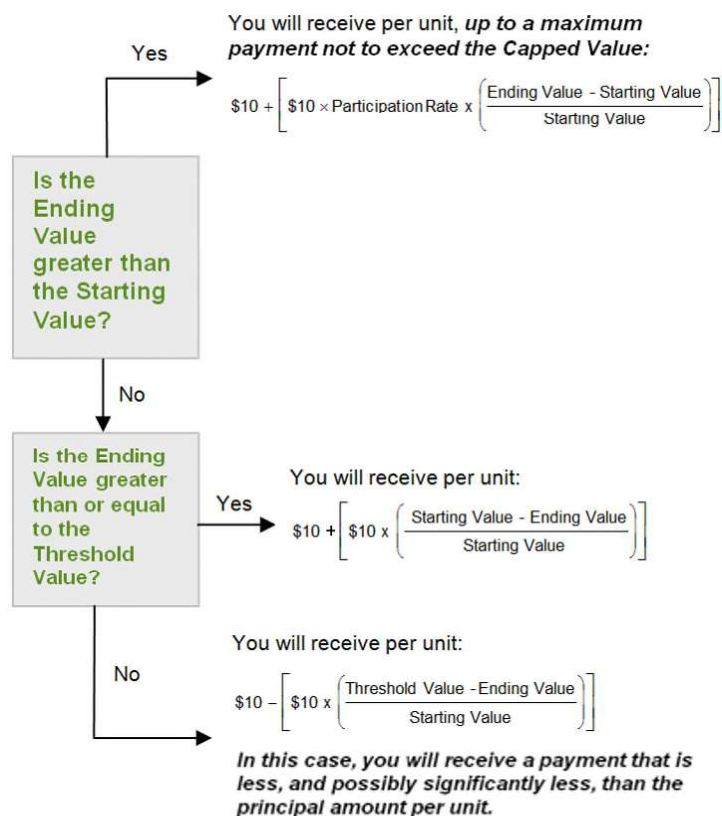 You will receive per unit, up to a maximum
payment not to exceed the Capped Value:
Yes
$10 + [ $10 × Participation Rate x ( Ending Value - Starting Value / Starting Value ) ]
Is the
Ending
Value
greater than
the Starting
Value?
No
Is the Ending
Value greater
than or equal
to the
Threshold
Value?
Yes
You will receive per unit:
$10 + [ $10 x ( Starting Value - Ending Value / Starting Value ) ]
No
You will receive per unit:
$10 − [ $10 x ( Threshold Value - Ending Value / Starting Value ) ]
In this case, you will receive a payment that is
less, and possibly significantly less, than the
principal amount per unit.